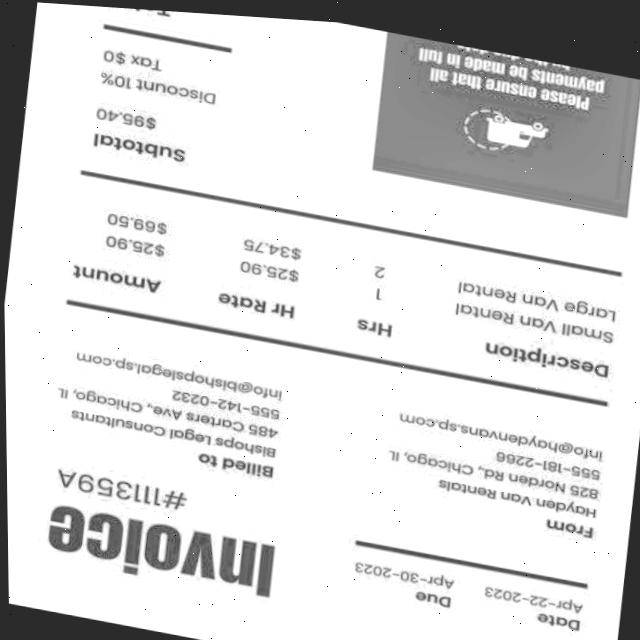 Date
Apr-22-2023
Due
Apr-30-2023
Invoice
#111359A
From
Hayden Van Rentals
825 Norden Rd, Chicago, IL
555-181-2266
info@haydenvans.sp.com
Billed to
Bishops Legal Consultants
485 Carters Ave, Chicago, IL
555-142-0232
info@bishopslegal.sp.com
Description Hrs Hr Rate Amount
Small Van Rental 1 $25.90 $25.90
Large Van Rental 2 $34.75 $69.50
Subtotal
$95.40
Discount 10%
Tax $0
Please ensure that all
payments be made in full